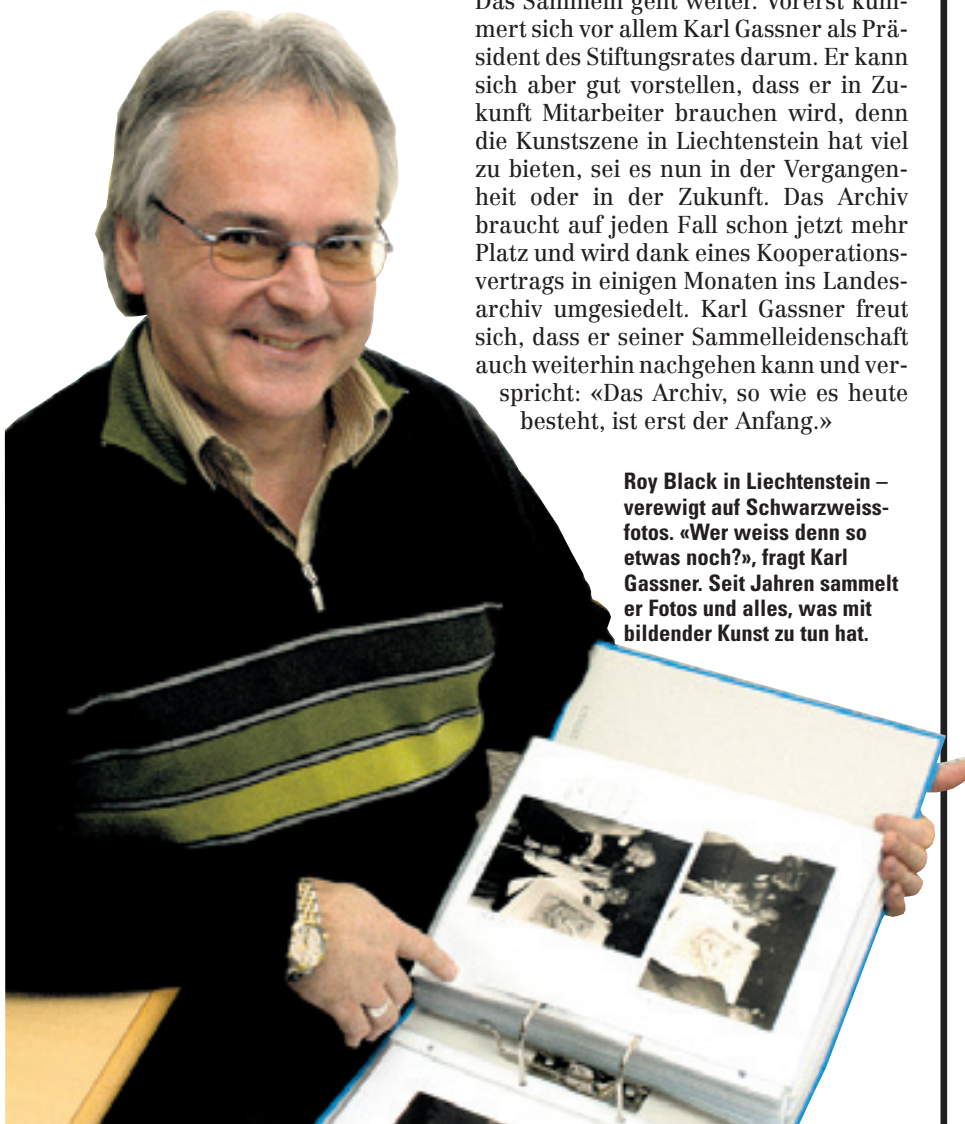 Das Sammeln geht weiter. Vorerst küm-
mert sich vor allem Karl Gassner als Prä-
sident des Stiftungsrates darum. Er kann
sich aber gut vorstellen, dass er in Zu-
kunft Mitarbeiter brauchen wird, denn
die Kunstszene in Liechtenstein hat viel
zu bieten, sei es nun in der Vergangen-
heit oder in der Zukunft. Das Archiv
braucht auf jeden Fall schon jetzt mehr
Platz und wird dank eines Kooperations-
vertrags in einigen Monaten ins Landes-
archiv umgesiedelt. Karl Gassner freut
sich, dass er seiner Sammelleidenschaft
auch weiterhin nachgehen kann und ver-
spricht: «Das Archiv, so wie es heute
besteht, ist erst der Anfang.»
Roy Black in Liechtenstein –
verewigt auf Schwarzweiss-
fotos. «Wer weiss denn so
etwas noch?», fragt Karl
Gassner. Seit Jahren sammelt
er Fotos und alles, was mit
bildender Kunst zu tun hat.